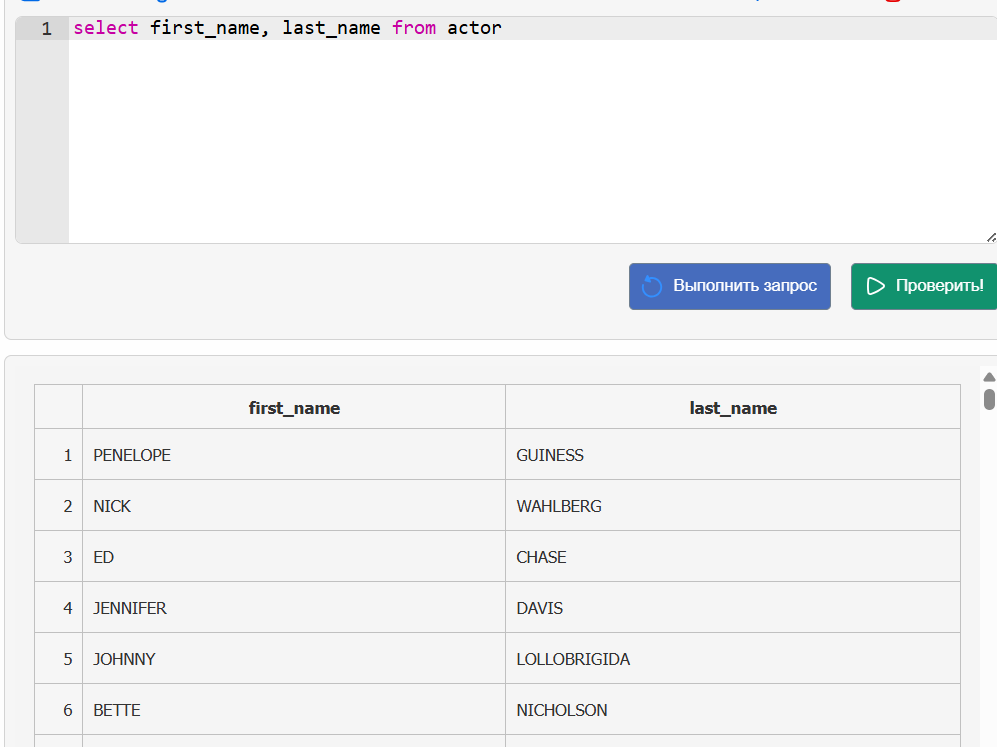 1 select first_name, last_name from actor
Выполнить запрос Проверить!
first_name last_name
1 PENELOPE GUINESS
2 NICK WAHLBERG
3 ED CHASE
4 JENNIFER DAVIS
5 JOHNNY LOLLOBRIGIDA
6 BETTE NICHOLSON